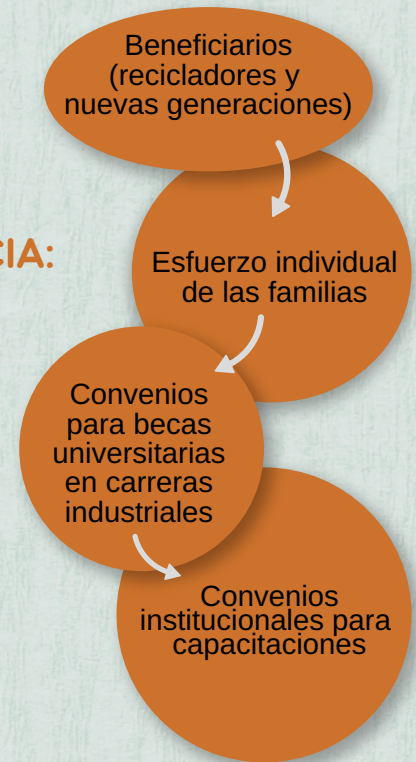 Beneficiarios
(recicladores y
nuevas generaciones)
CIA:
Esfuerzo individual
de las familias
Convenios
para becas
universitarias
en carreras
industriales
Convenios
institucionales para
capacitaciones